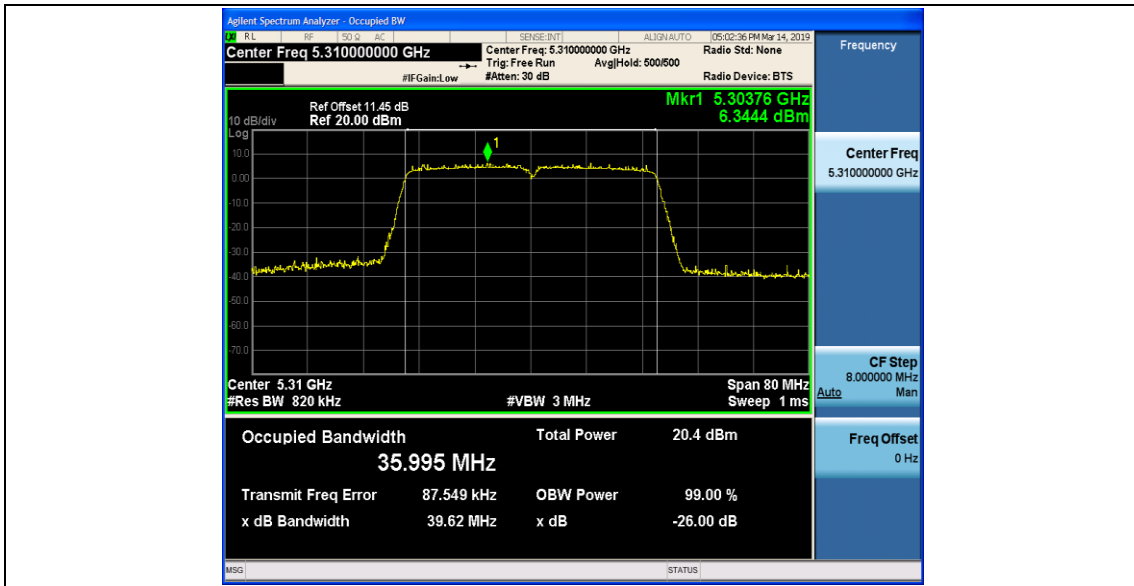 Agilent Spectrum Analyzer - Occupied BW
LXI RL RF 50 Ω AC SENSE:INT ALIGN AUTO 05:02:36 PM Mar 14, 2019
Center Freq 5.310000000 GHz
Center Freq: 5.310000000 GHz
Radio Std: None
Trig: Free Run
Avg|Hold: 500/500
#IFGain:Low
#Atten: 30 dB
Radio Device: BTS
Frequency
Mkr1 5.30376 GHz
6.3444 dBm
Ref Offset 11.45 dB
10 dB/div
Ref 20.00 dBm
Log
1
10.0
0.00
-10.0
-20.0
-30.0
-40.0
-50.0
-60.0
-70.0
Center 5.31 GHz
Span 80 MHz
#Res BW 820 kHz
#VBW 3 MHz
Sweep 1 ms
Center Freq
5.310000000 GHz
CF Step
8.000000 MHz
Auto Man
Freq Offset
0 Hz
Occupied Bandwidth
Total Power 20.4 dBm
35.995 MHz
Transmit Freq Error 87.549 kHz OBW Power 99.00 %
x dB Bandwidth 39.62 MHz x dB -26.00 dB
MSG STATUS